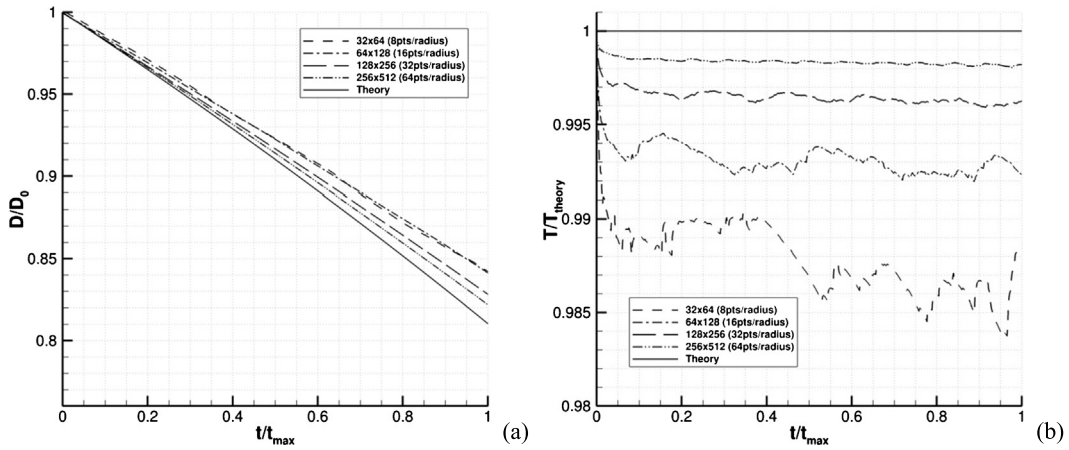 1
0.95
0.9
0.85
0.8
D/D0
32x64 (8pts/radius)
64x128 (16pts/radius)
128x256 (32pts/radius)
256x512 (64pts/radius)
Theory
0 0.2 0.4 0.6 0.8 1
t/tmax
(a)
1
0.995
0.99
0.985
0.98
T/Ttheory
32x64 (8pts/radius)
64x128 (16pts/radius)
128x256 (32pts/radius)
256x512 (64pts/radius)
Theory
0 0.2 0.4 0.6 0.8 1
t/tmax
(b)